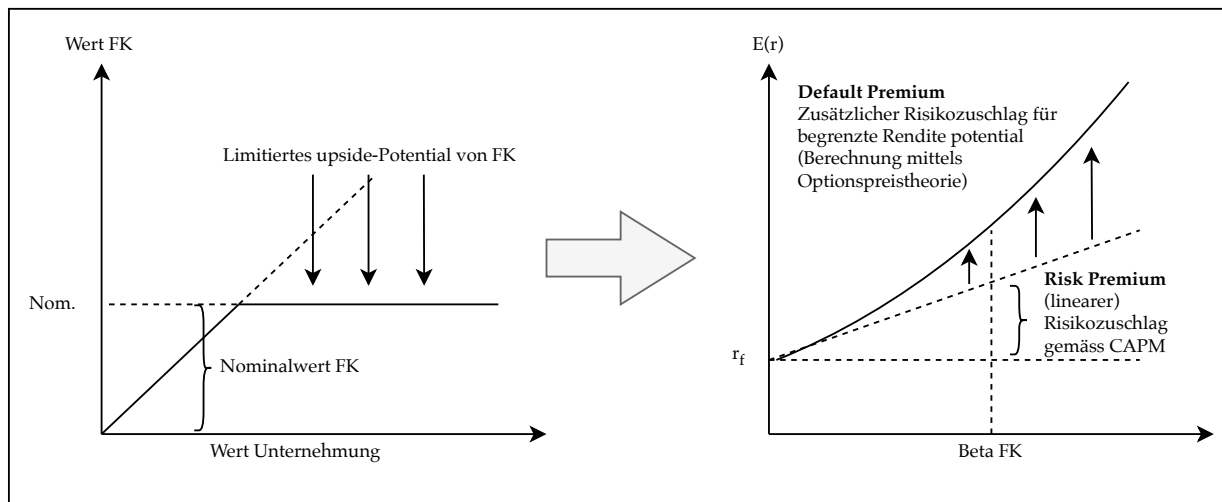 Wert FK
Limitiertes upside-Potential von FK
Nom.
Nominalwert FK
Wert Unternehmung
E(r)
Default Premium
Zusätzlicher Risikozuschlag für
begrenzte Rendite potential
(Berechnung mittels
Optionspreistheorie)
Risk Premium
(linearer)
Risikozuschlag
gemäss CAPM
r_f
Beta FK